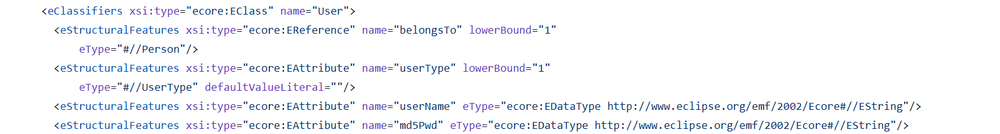 <eClassifiers xsi:type="ecore:EClass" name="User">
<eStructuralFeatures xsi:type="ecore:EReference" name="belongsTo" lowerBound="1"
eType="#//Person"/>
<eStructuralFeatures xsi:type="ecore:EAttribute" name="userType" lowerBound="1"
eType="#//UserType" defaultValueLiteral=""/>
<eStructuralFeatures xsi:type="ecore:EAttribute" name="userName" eType="ecore:EDataType http://www.eclipse.org/emf/2002/Ecore#//EString"/>
<eStructuralFeatures xsi:type="ecore:EAttribute" name="md5Pwd" eType="ecore:EDataType http://www.eclipse.org/emf/2002/Ecore#//EString"/>